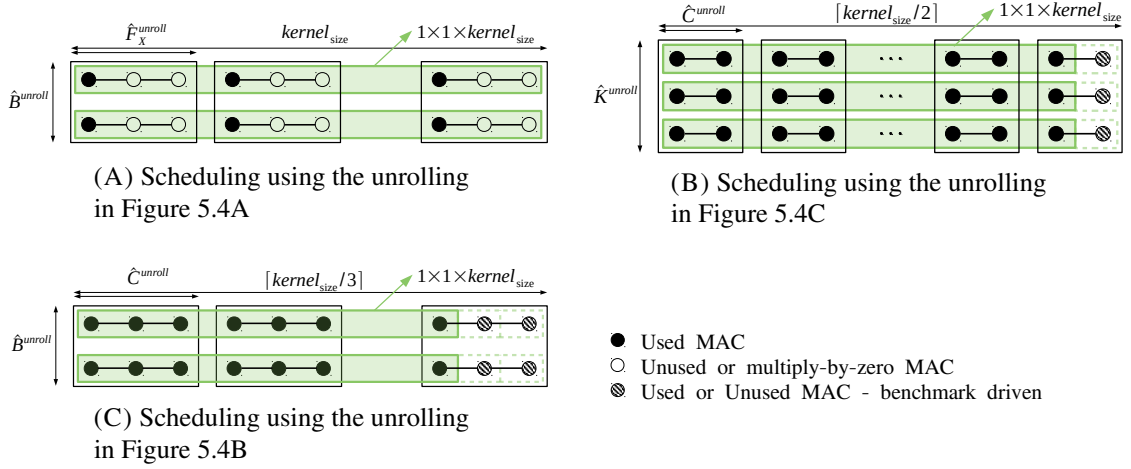 F̂_X^unroll
kernel_size
1×1×kernel_size
B̂^unroll
(A) Scheduling using the unrolling
in Figure 5.4A
Ĉ^unroll
⌈kernel_size/2⌉
1×1×kernel_size
K̂^unroll
...
...
...
(B) Scheduling using the unrolling
in Figure 5.4C
Ĉ^unroll
⌈kernel_size/3⌉
1×1×kernel_size
B̂^unroll
(C) Scheduling using the unrolling
in Figure 5.4B
Used MAC
Unused or multiply-by-zero MAC
Used or Unused MAC - benchmark driven